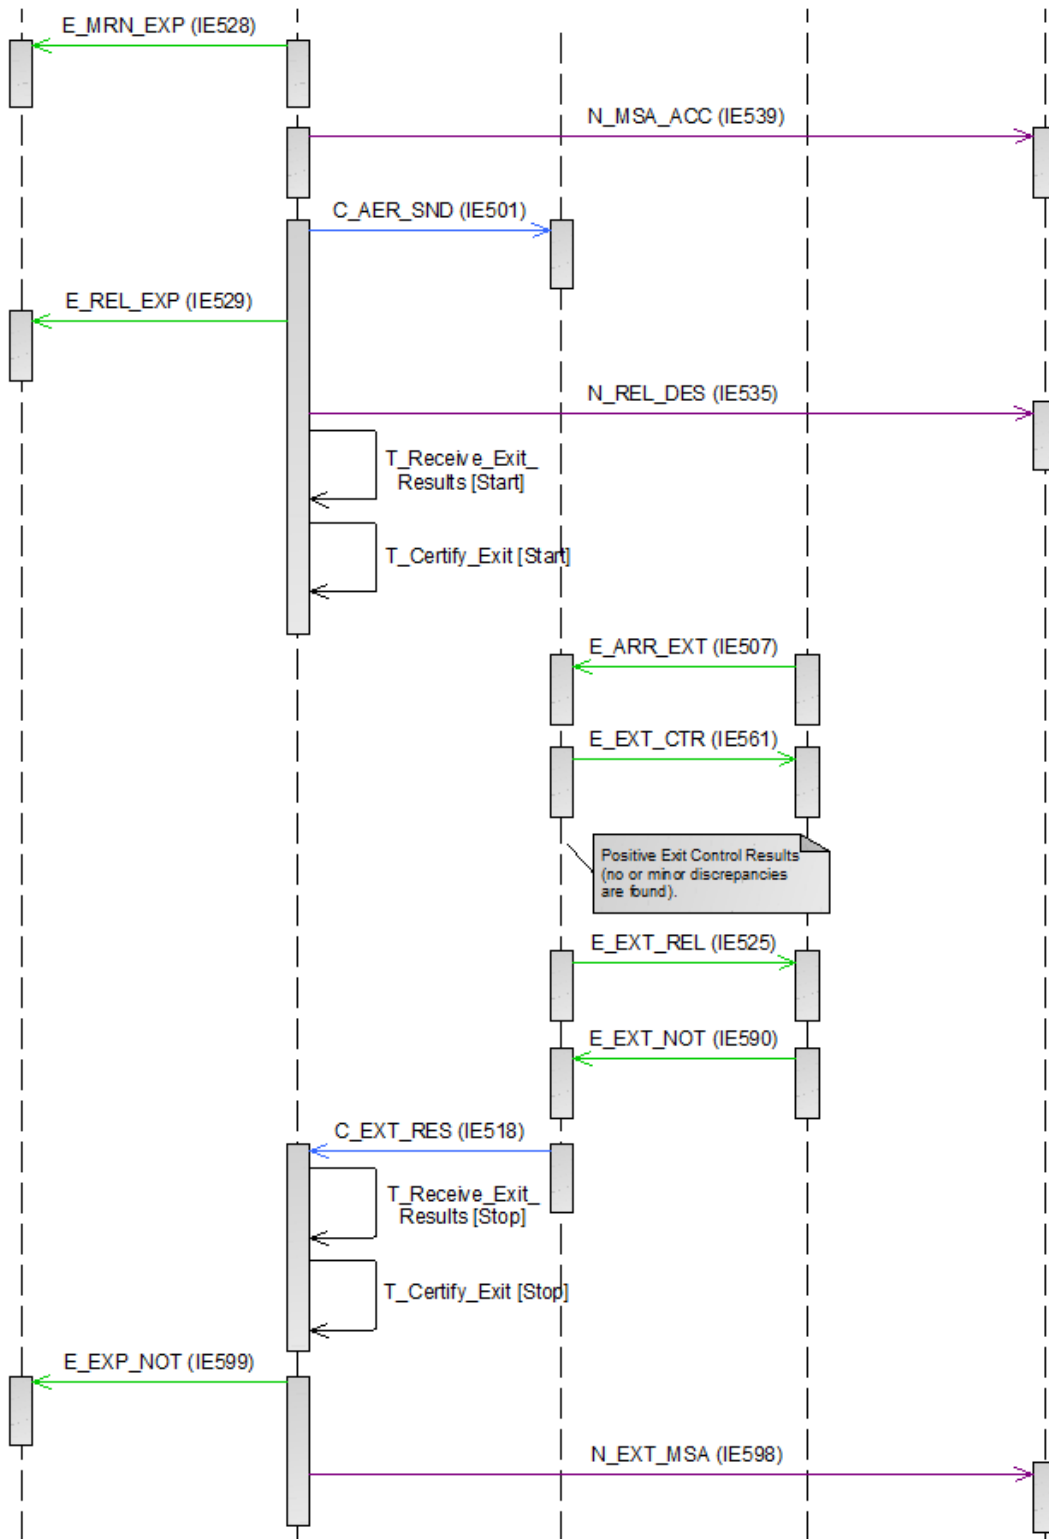 E_MRN_EXP (IE528)
N_MSA_ACC (IE539)
C_AER_SND (IE501)
E_REL_EXP (IE529)
N_REL_DES (IE535)
T_Receive_Exit_
Results [Start]
T_Certify_Exit [Start]
E_ARR_EXT (IE507)
E_EXT_CTR (IE561)
Positive Exit Control Results
(no or minor discrepancies
are found).
E_EXT_REL (IE525)
E_EXT_NOT (IE590)
C_EXT_RES (IE518)
T_Receive_Exit_
Results [Stop]
T_Certify_Exit [Stop]
E_EXP_NOT (IE599)
N_EXT_MSA (IE598)